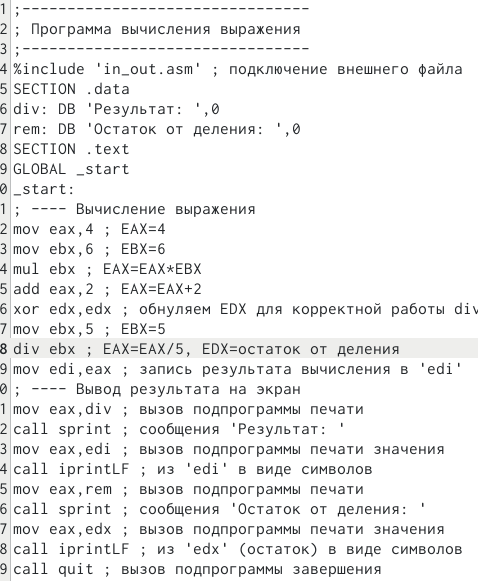 1 ;--------------------------------
2 ; Программа вычисления выражения
3 ;--------------------------------
4 %include 'in_out.asm' ; подключение внешнего файла
5 SECTION .data
6 div: DB 'Результат: ',0
7 rem: DB 'Остаток от деления: ',0
8 SECTION .text
9 GLOBAL _start
0 _start:
1 ; ---- Вычисление выражения
2 mov eax,4 ; EAX=4
3 mov ebx,6 ; EBX=6
4 mul ebx ; EAX=EAX*EBX
5 add eax,2 ; EAX=EAX+2
6 xor edx,edx ; обнуляем EDX для корректной работы div
7 mov ebx,5 ; EBX=5
8 div ebx ; EAX=EAX/5, EDX=остаток от деления
9 mov edi,eax ; запись результата вычисления в 'edi'
0 ; ---- Вывод результата на экран
1 mov eax,div ; вызов подпрограммы печати
2 call sprint ; сообщения 'Результат: '
3 mov eax,edi ; вызов подпрограммы печати значения
4 call iprintLF ; из 'edi' в виде символов
5 mov eax,rem ; вызов подпрограммы печати
6 call sprint ; сообщения 'Остаток от деления: '
7 mov eax,edx ; вызов подпрограммы печати значения
8 call iprintLF ; из 'edx' (остаток) в виде символов
9 call quit ; вызов подпрограммы завершения